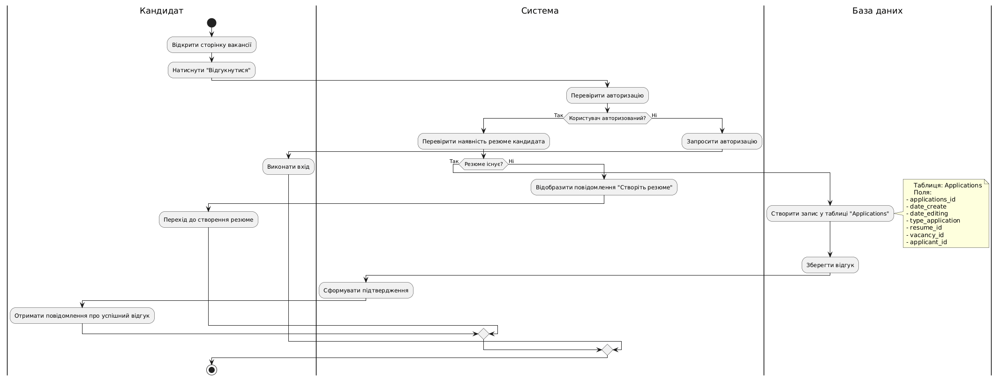 Кандидат
Система
База даних
Відкрити сторінку вакансії
Натиснути "Відгукнутися"
Перевірити авторизацію
Так
Користувач авторизований?
Ні
Перевірити наявність резюме кандидата
Запросити авторизацію
Виконати вхід
Так
Резюме існує?
Ні
Відобразити повідомлення "Створіть резюме"
Перехід до створення резюме
Створити запис у таблиці "Applications"
Таблиця: Applications
Поля:
- applications_id
- date_create
- date_editing
- type_application
- resume_id
- vacancy_id
- applicant_id
Зберегти відгук
Сформувати підтвердження
Отримати повідомлення про успішний відгук